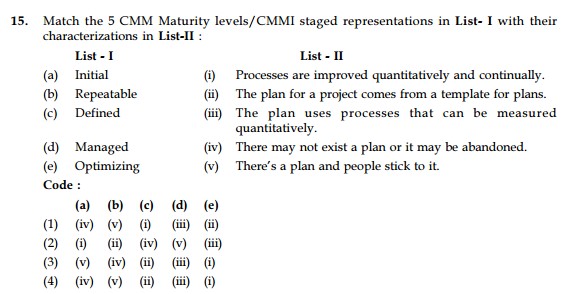 15. Match the 5 CMM Maturity levels/CMMI staged representations in List- I with their
characterizations in List-II :
List - I List - II
(a) Initial (i) Processes are improved quantitatively and continually.
(b) Repeatable (ii) The plan for a project comes from a template for plans.
(c) Defined (iii) The plan uses processes that can be measured
quantitatively.
(d) Managed (iv) There may not exist a plan or it may be abandoned.
(e) Optimizing (v) There's a plan and people stick to it.
Code :
(a) (b) (c) (d) (e)
(1) (iv) (v) (i) (iii) (ii)
(2) (i) (ii) (iv) (v) (iii)
(3) (v) (iv) (ii) (iii) (i)
(4) (iv) (v) (ii) (iii) (i)